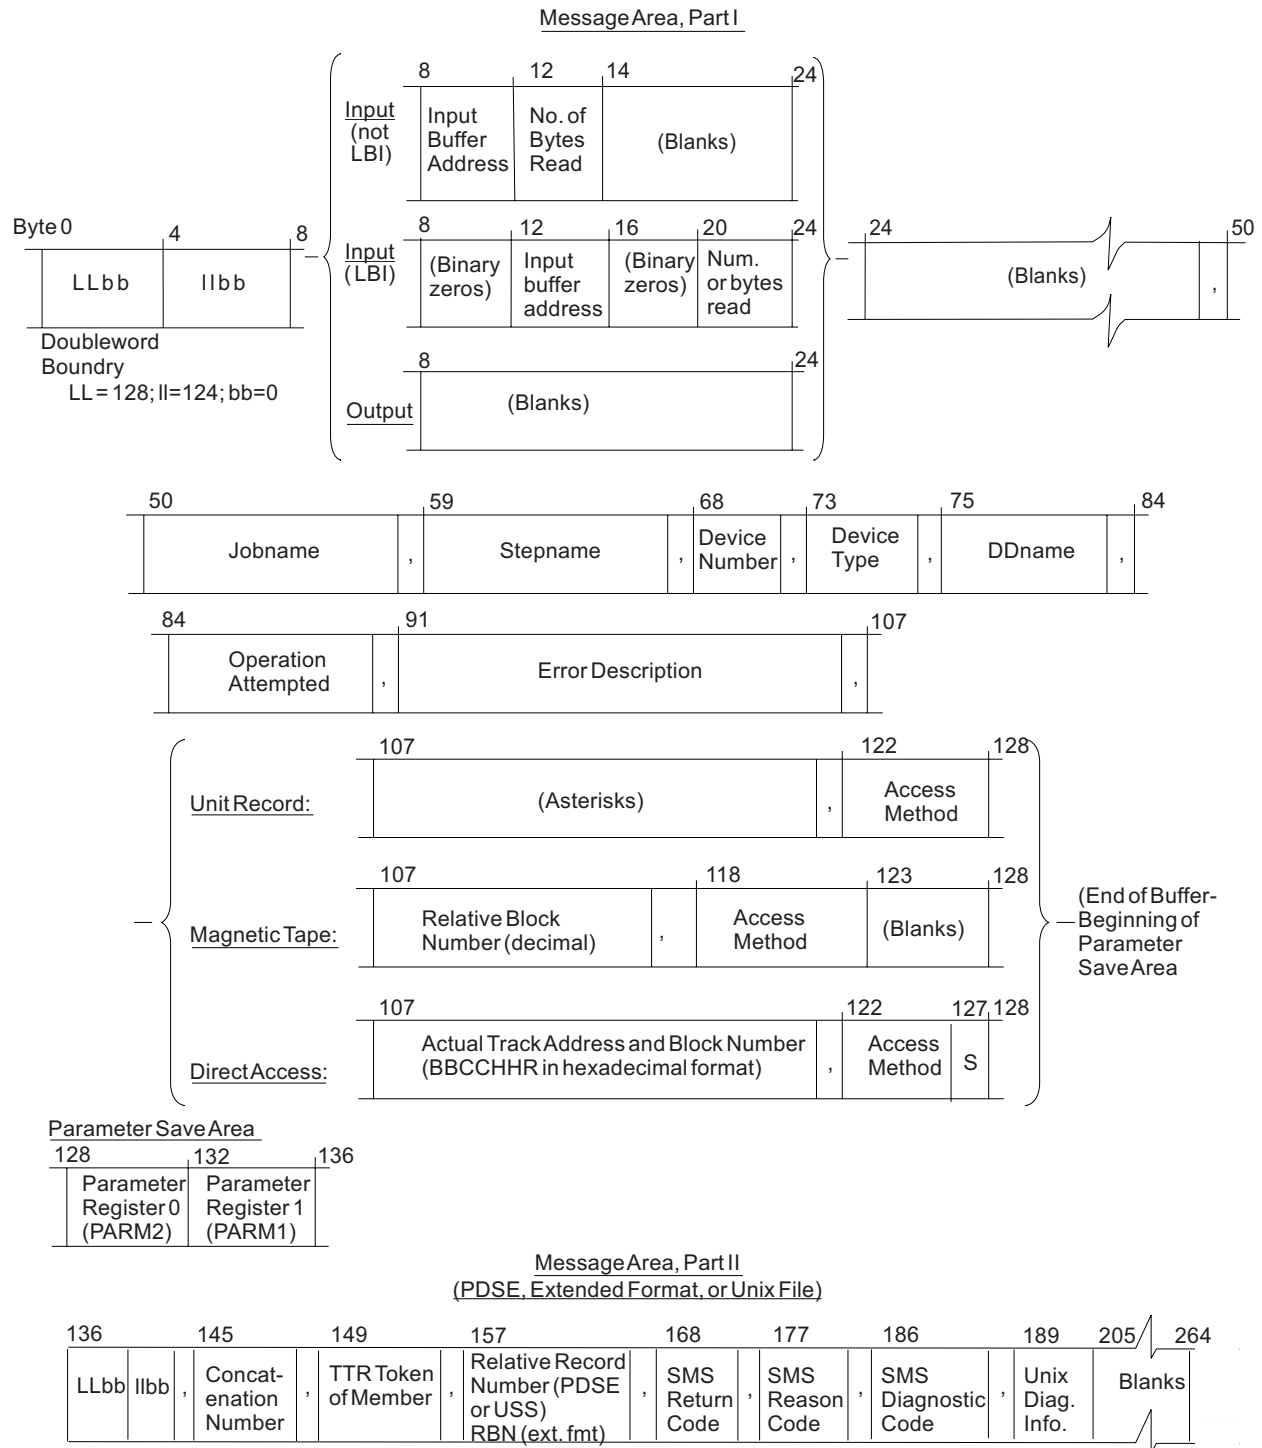 Message Area, Part I
8 12 14 24
Input (not LBI)
Input Buffer Address
No. of Bytes Read
(Blanks)
Byte 0 4 8
LLbb llbb
Doubleword
Boundry
LL = 128; ll=124; bb=0
8 12 16 20 24
Input (LBI)
(Binary zeros)
Input buffer address
(Binary zeros)
Num. or bytes read
8 24
Output
(Blanks)
24 50
(Blanks) ,
50 59 68 73 75 84
Jobname , Stepname , Device Number , Device Type , DDname ,
84 91 107
Operation Attempted , Error Description ,
107 122 128
Unit Record: (Asterisks) , Access Method
107 118 123 128
Magnetic Tape: Relative Block Number (decimal) , Access Method (Blanks)
107 122 127 128
Direct Access: Actual Track Address and Block Number (BBCCHHR in hexadecimal format) , Access Method S
(End of Buffer-
Beginning of
Parameter
Save Area
Parameter Save Area
128 132 136
Parameter Register 0 (PARM2)
Parameter Register 1 (PARM1)
Message Area, Part II
(PDSE, Extended Format, or Unix File)
136 145 149 157 168 177 186 189 205 264
LLbb llbb , Concat-enation Number , TTR Token of Member , Relative Record Number (PDSE or USS) RBN (ext. fmt) , SMS Return Code , SMS Reason Code , SMS Diagnostic Code , Unix Diag. Info. Blanks